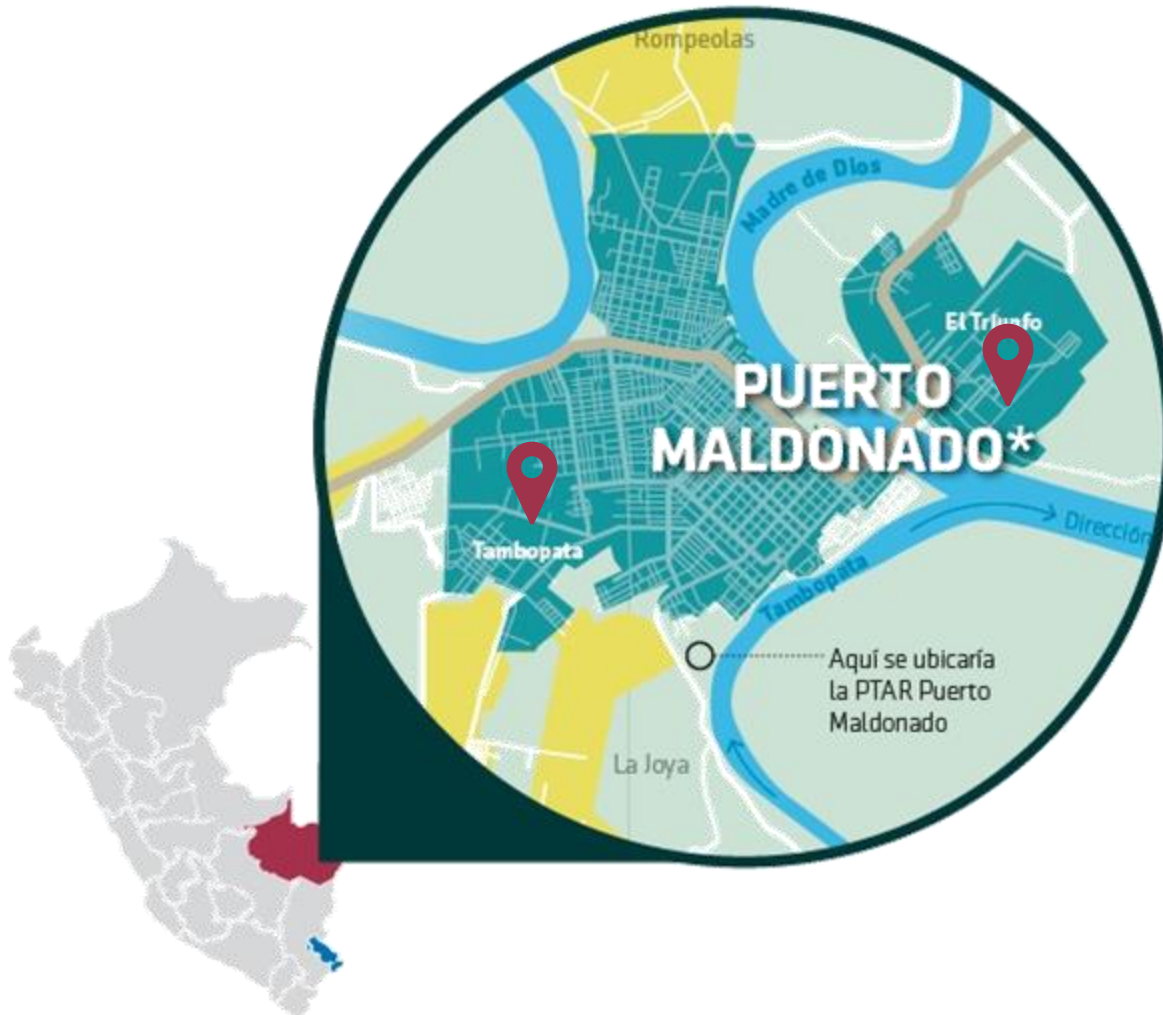 Rompeolas
Madre de Dios
El Triunfo
PUERTO
MALDONADO*
Dirección
Tambopata
Tambopata
Aquí se ubicaría
la PTAR Puerto
Maldonado
La Joya